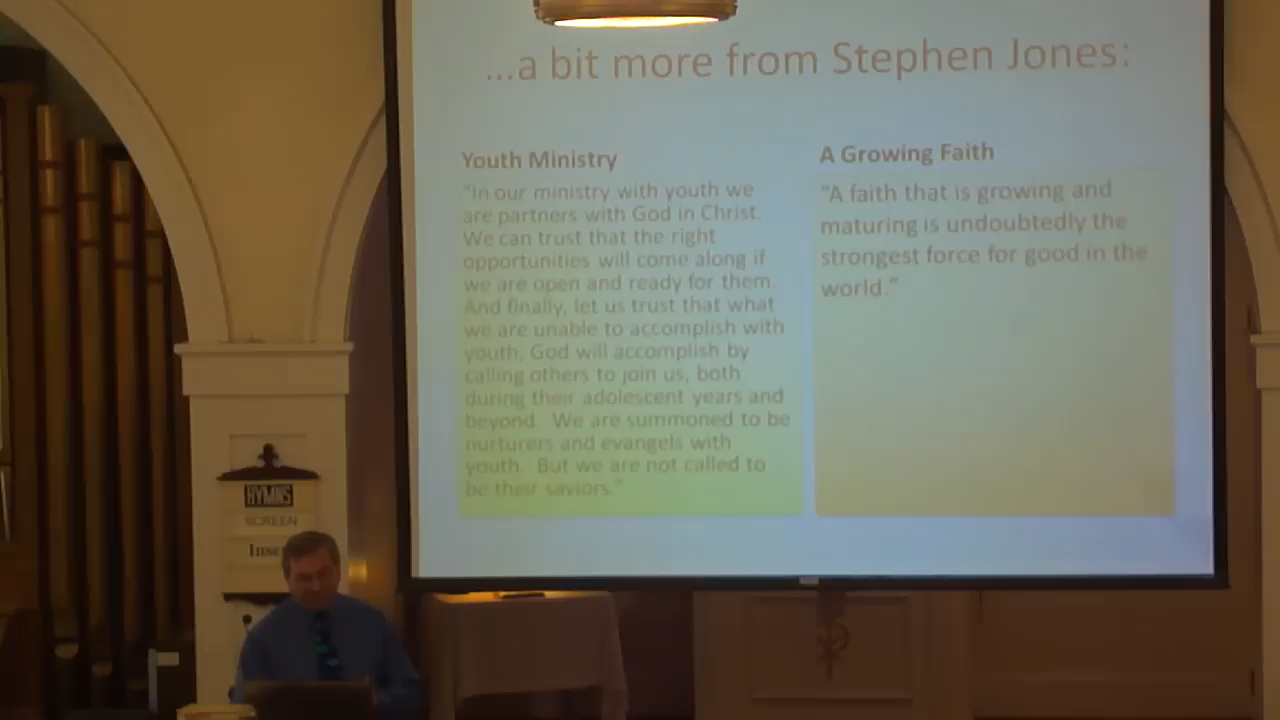 ...a bit more from Stephen Jones:
Youth Ministry
"In our ministry with youth we
are partners with God in Christ.
We can trust that the right
opportunities will come along if
we are open and ready for them.
And finally, let us trust that what
we are unable to accomplish with
youth, God will accomplish by
calling others to join us, both
during their adolescent years and
beyond. We are summoned to be
nurturers and evangels with
youth. But we are not called to
be their saviors."
A Growing Faith
"A faith that is growing and
maturing is undoubtedly the
strongest force for good in the
world."
HYMNS
SCREEN